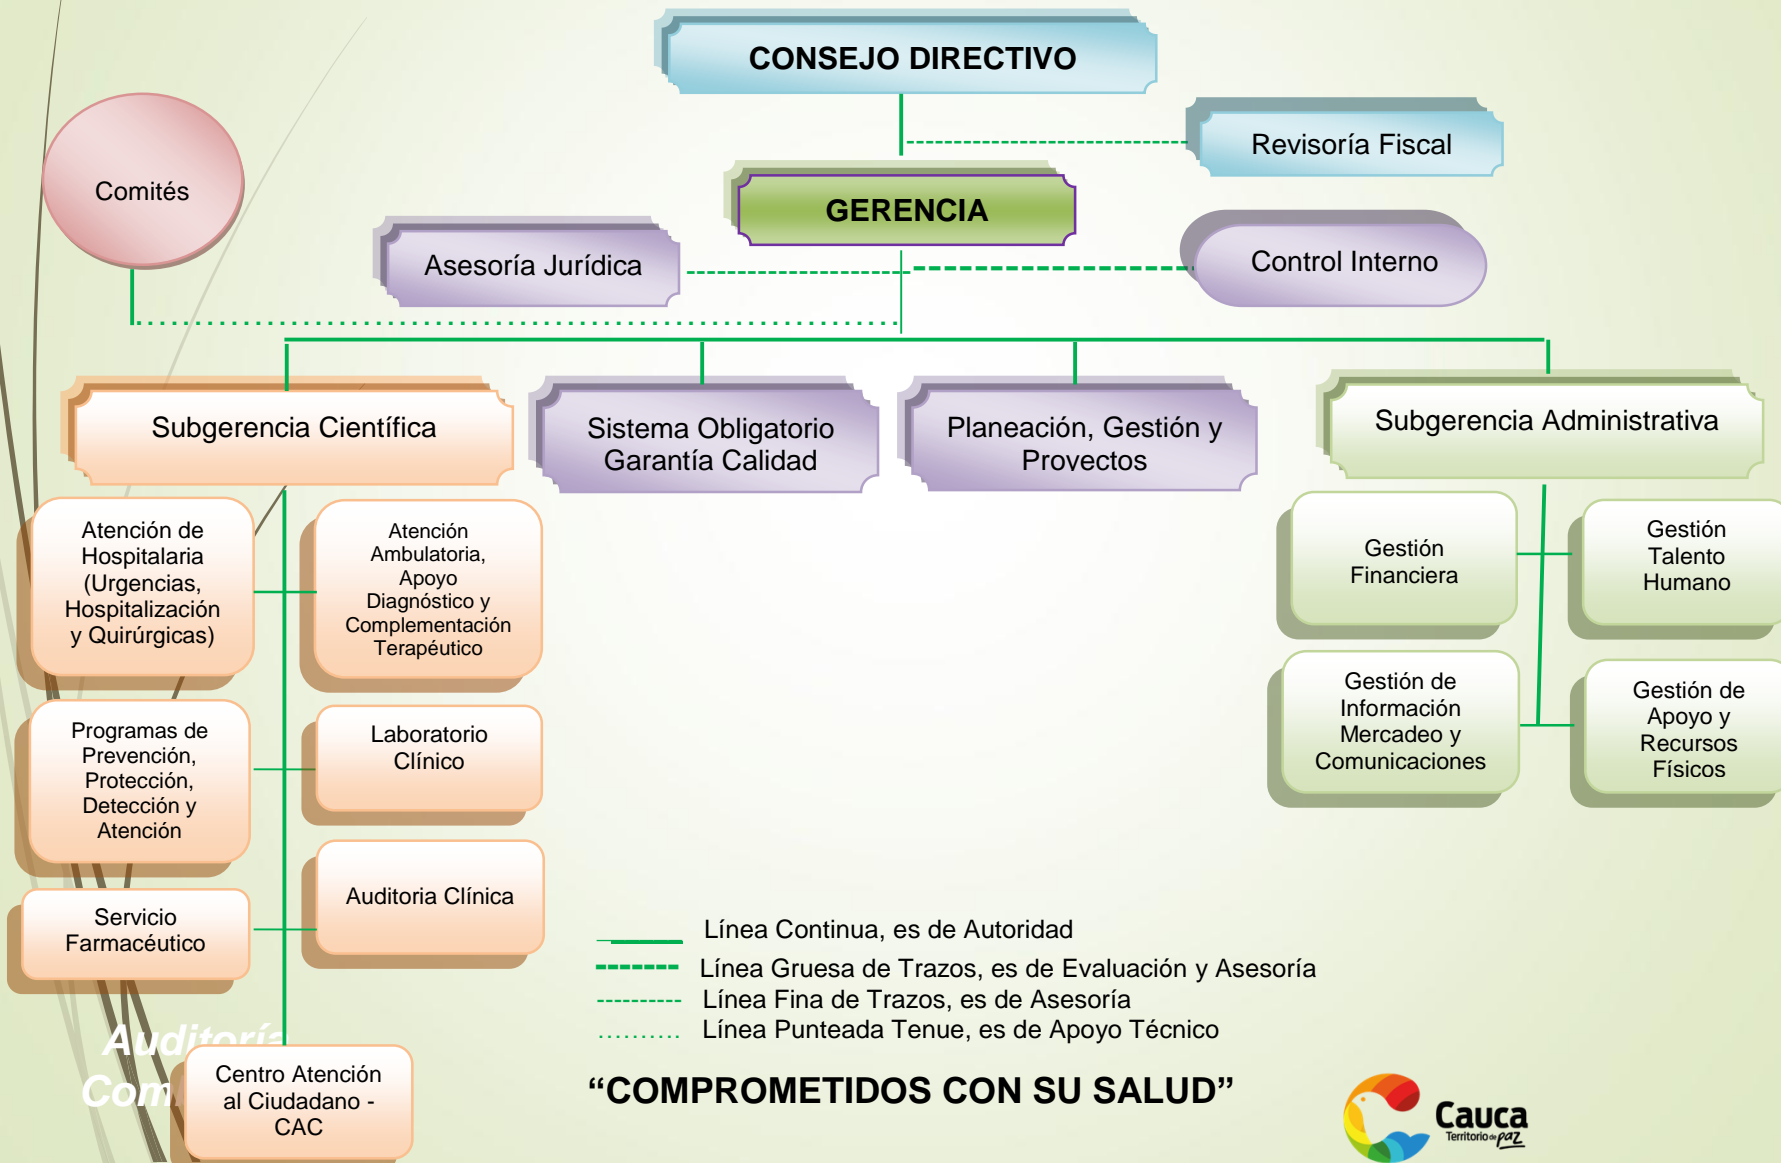 CONSEJO DIRECTIVO
Revisoría Fiscal
Comités
GERENCIA
Asesoría Jurídica
Control Interno
Subgerencia Científica
Sistema Obligatorio
Garantía Calidad
Planeación, Gestión y
Proyectos
Subgerencia Administrativa
Atención de
Hospitalaria
(Urgencias,
Hospitalización
y Quirúrgicas)
Atención
Ambulatoria,
Apoyo
Diagnóstico y
Complementación
Terapéutico
Gestión
Financiera
Gestión
Talento
Humano
Programas de
Prevención,
Protección,
Detección y
Atención
Laboratorio
Clínico
Gestión de
Información
Mercadeo y
Comunicaciones
Gestión de
Apoyo y
Recursos
Físicos
Servicio
Farmacéutico
Auditoria Clínica
Línea Continua, es de Autoridad
Línea Gruesa de Trazos, es de Evaluación y Asesoría
Línea Fina de Trazos, es de Asesoría
Línea Punteada Tenue, es de Apoyo Técnico
Auditoría
Centro Atención
al Ciudadano -
CAC
“COMPROMETIDOS CON SU SALUD”
Cauca
Territorio de paz